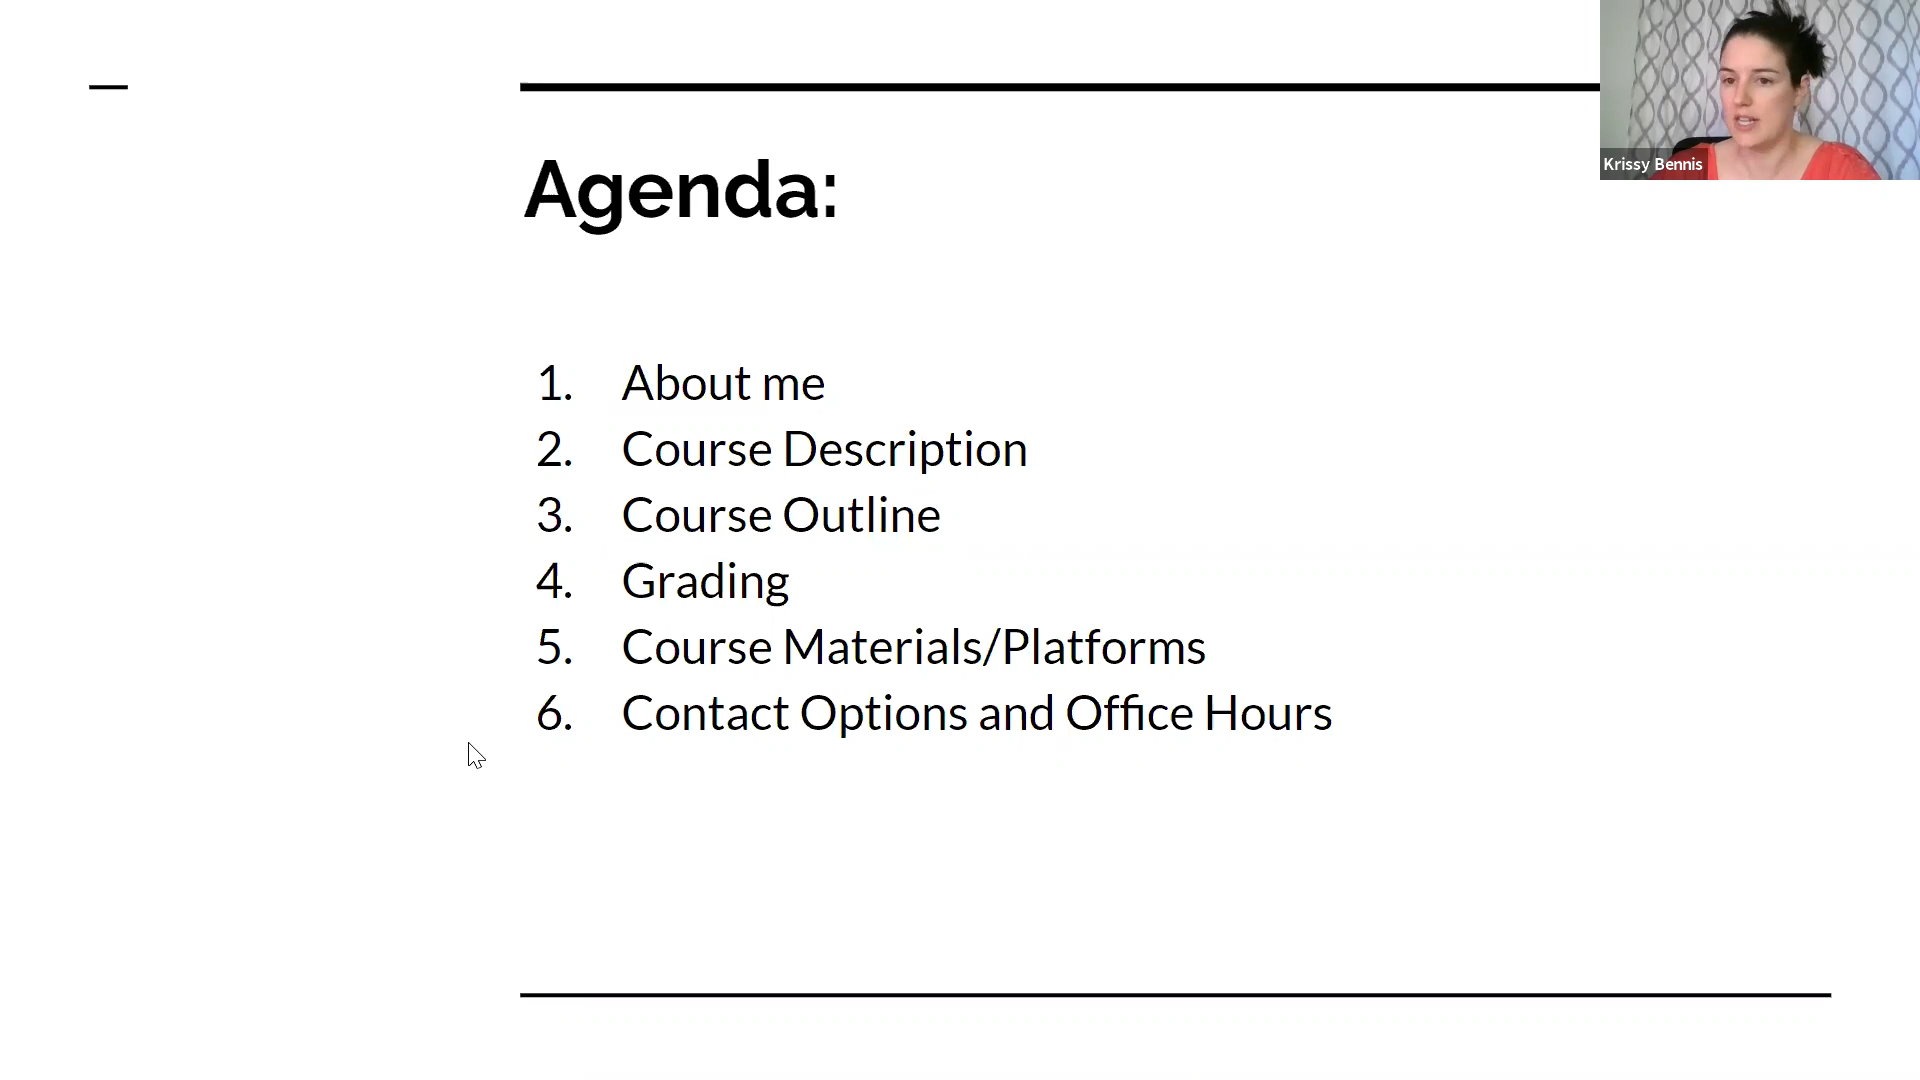 Agenda:
1. About me
2. Course Description
3. Course Outline
4. Grading
5. Course Materials/Platforms
6. Contact Options and Office Hours
Krissy Bennis